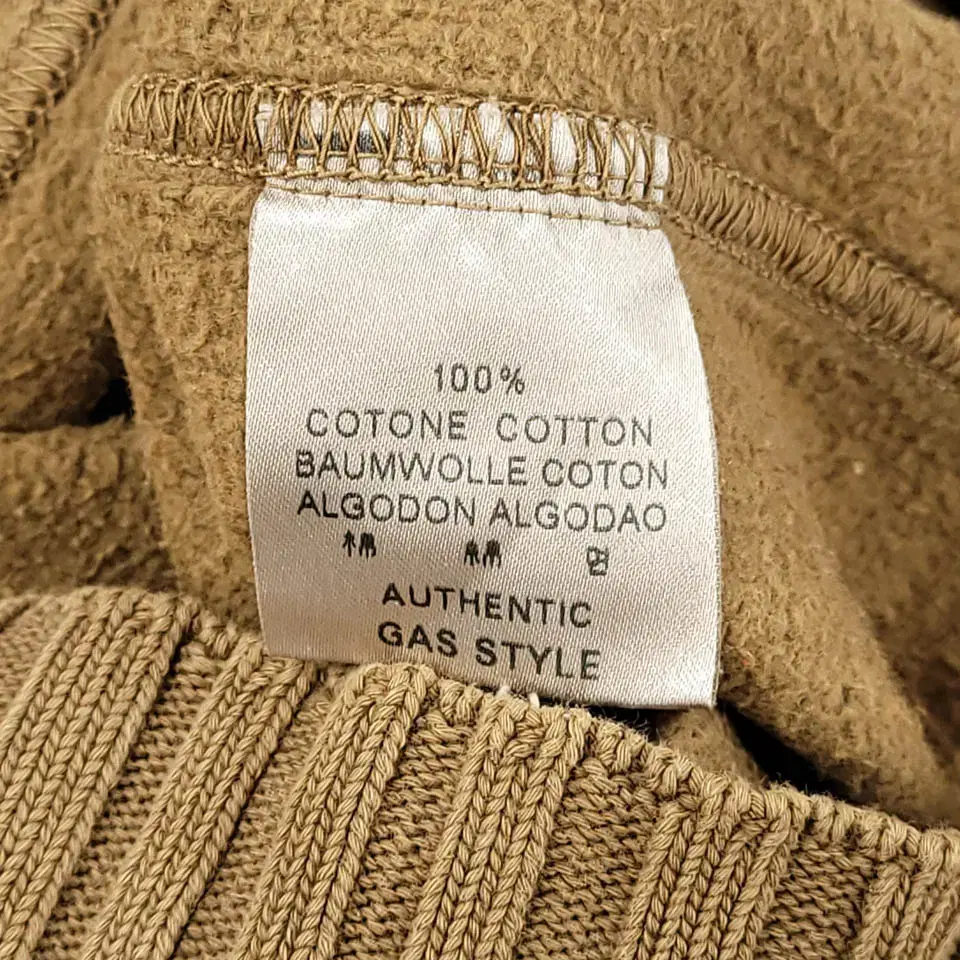 100%
COTONE COTTON
BAUMWOLLE COTON
ALGODON ALGODAO
AUTHENTIC
GAS STYLE